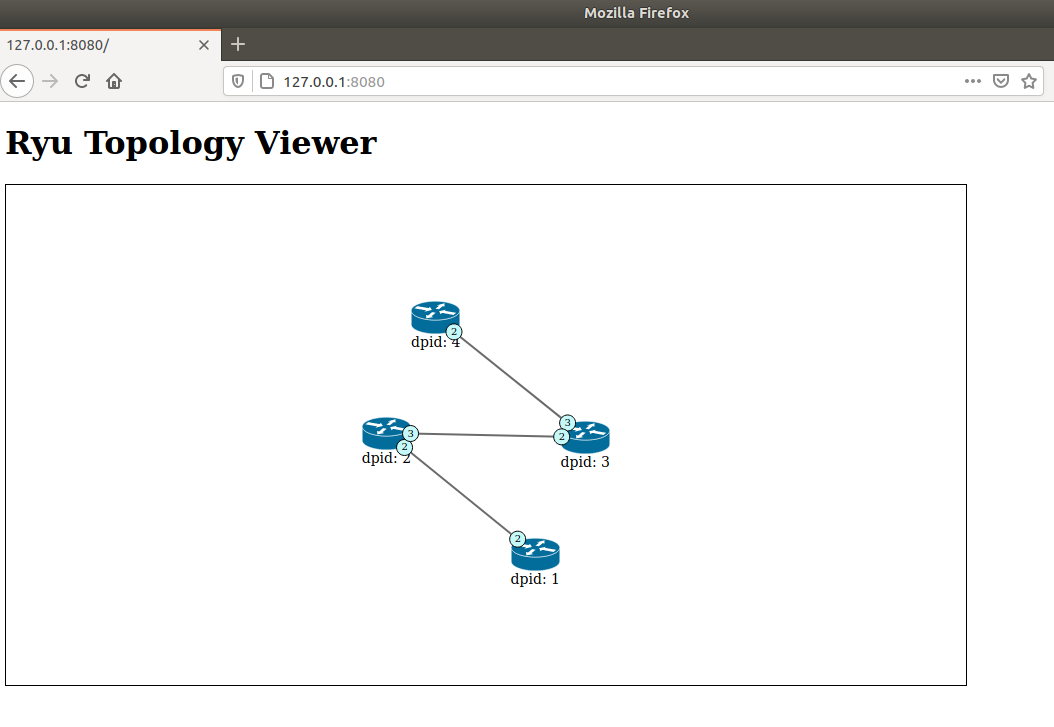 Mozilla Firefox
127.0.0.1:8080/
127.0.0.1:8080
Ryu Topology Viewer
2
dpid: 4
3
3
2
2
dpid: 2
dpid: 3
2
dpid: 1